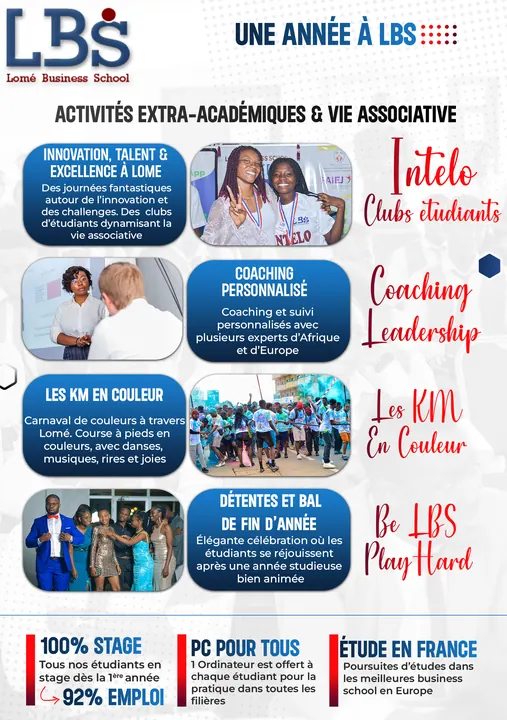 LBS
Lomé Business School
UNE ANNÉE À LBS
ACTIVITÉS EXTRA-ACADÉMIQUES & VIE ASSOCIATIVE
INNOVATION, TALENT &
EXCELLENCE À LOME
Des journées fantastiques
autour de l'innovation et
des challenges. Des clubs
d'étudiants dynamisant la
vie associative
LBS
INTELO
Intelo
Clubs étudiants
COACHING
PERSONNALISÉ
Coaching et suivi
personnalisés avec
plusieurs experts d'Afrique
et d'Europe
Coaching
Leadership
LES KM EN COULEUR
Carnaval de couleurs à travers
Lomé. Course à pieds en
couleurs, avec danses,
musiques, rires et joies
Les KM
En Couleur
DÉTENTES ET BAL
DE FIN D'ANNÉE
Élégante célébration où les
étudiants se réjouissent
après une année studieuse
bien animée
Be LBS
Play Hard
100% STAGE
Tous nos étudiants en
stage dès la 1ère année
92% EMPLOI
PC POUR TOUS
1 Ordinateur est offert à
chaque étudiant pour la
pratique dans toutes les
filières
ÉTUDE EN FRANCE
Poursuites d'études dans
les meilleures business
school en Europe